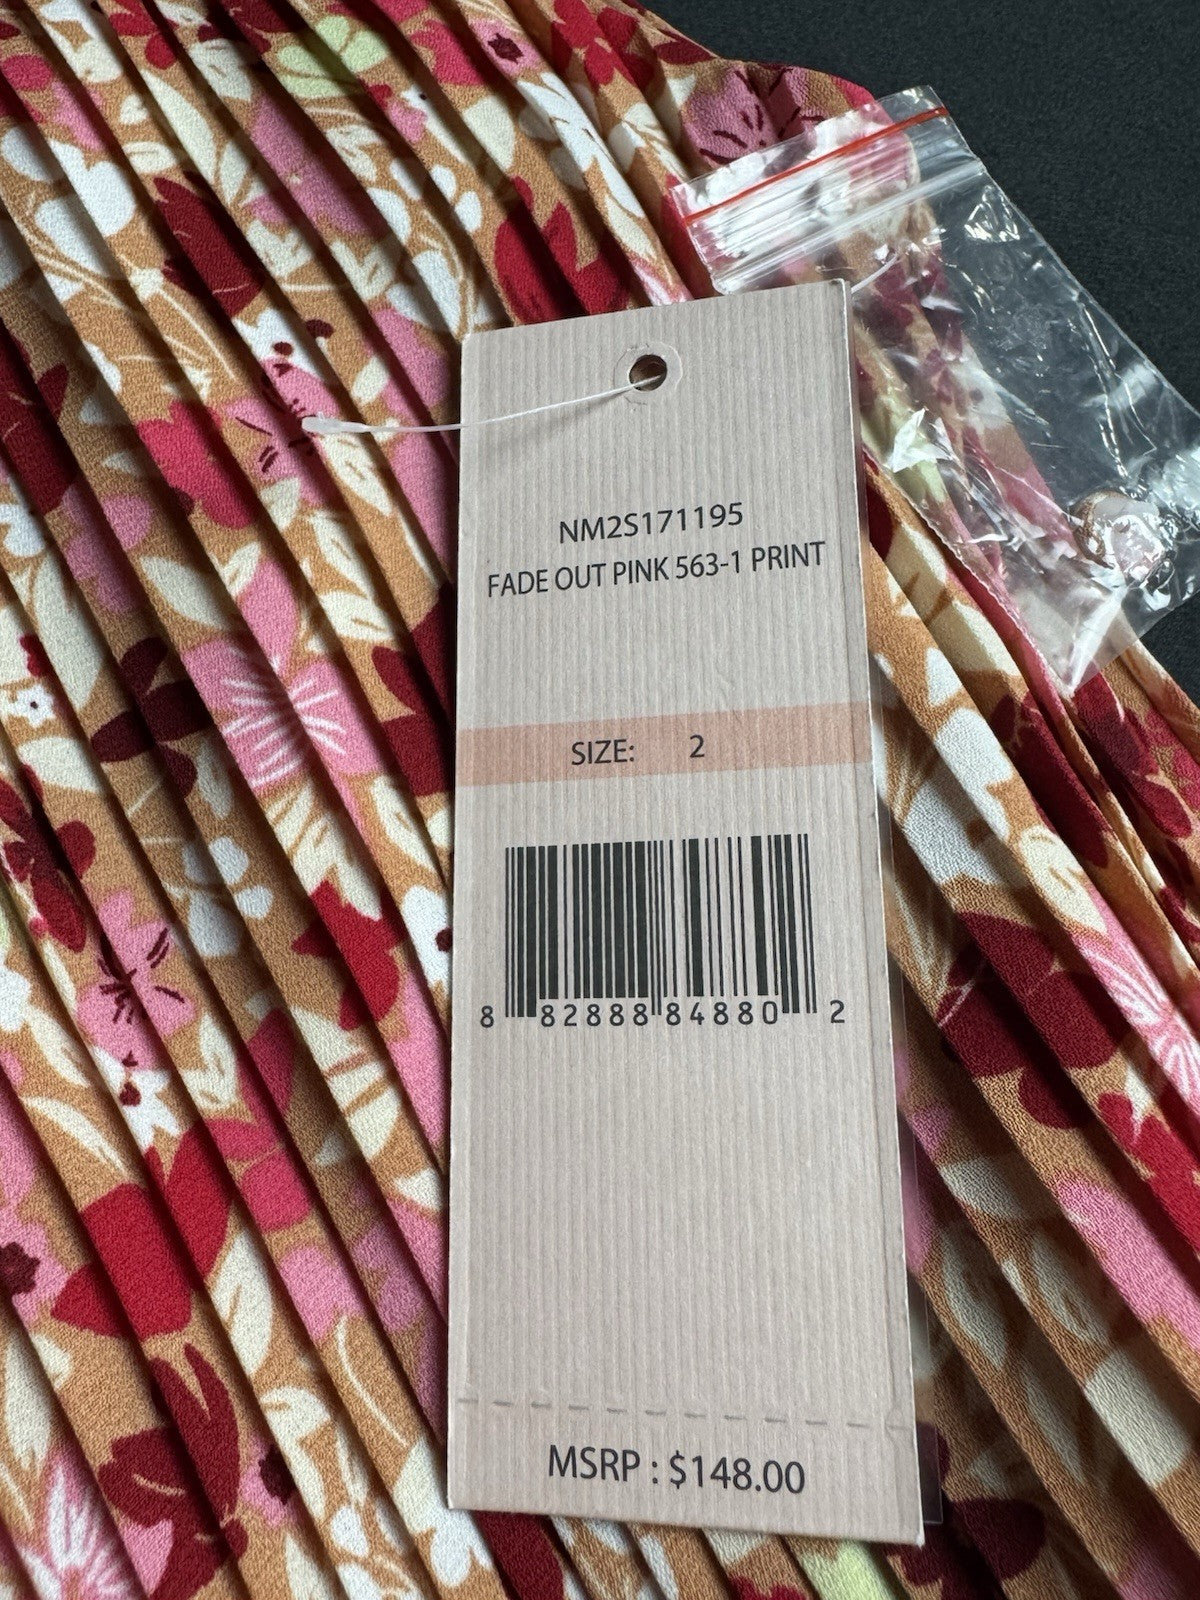 NM2S171195
FADE OUT PINK 563-1 PRINT
SIZE: 2
8 82888 84880 2
MSRP : $148.00